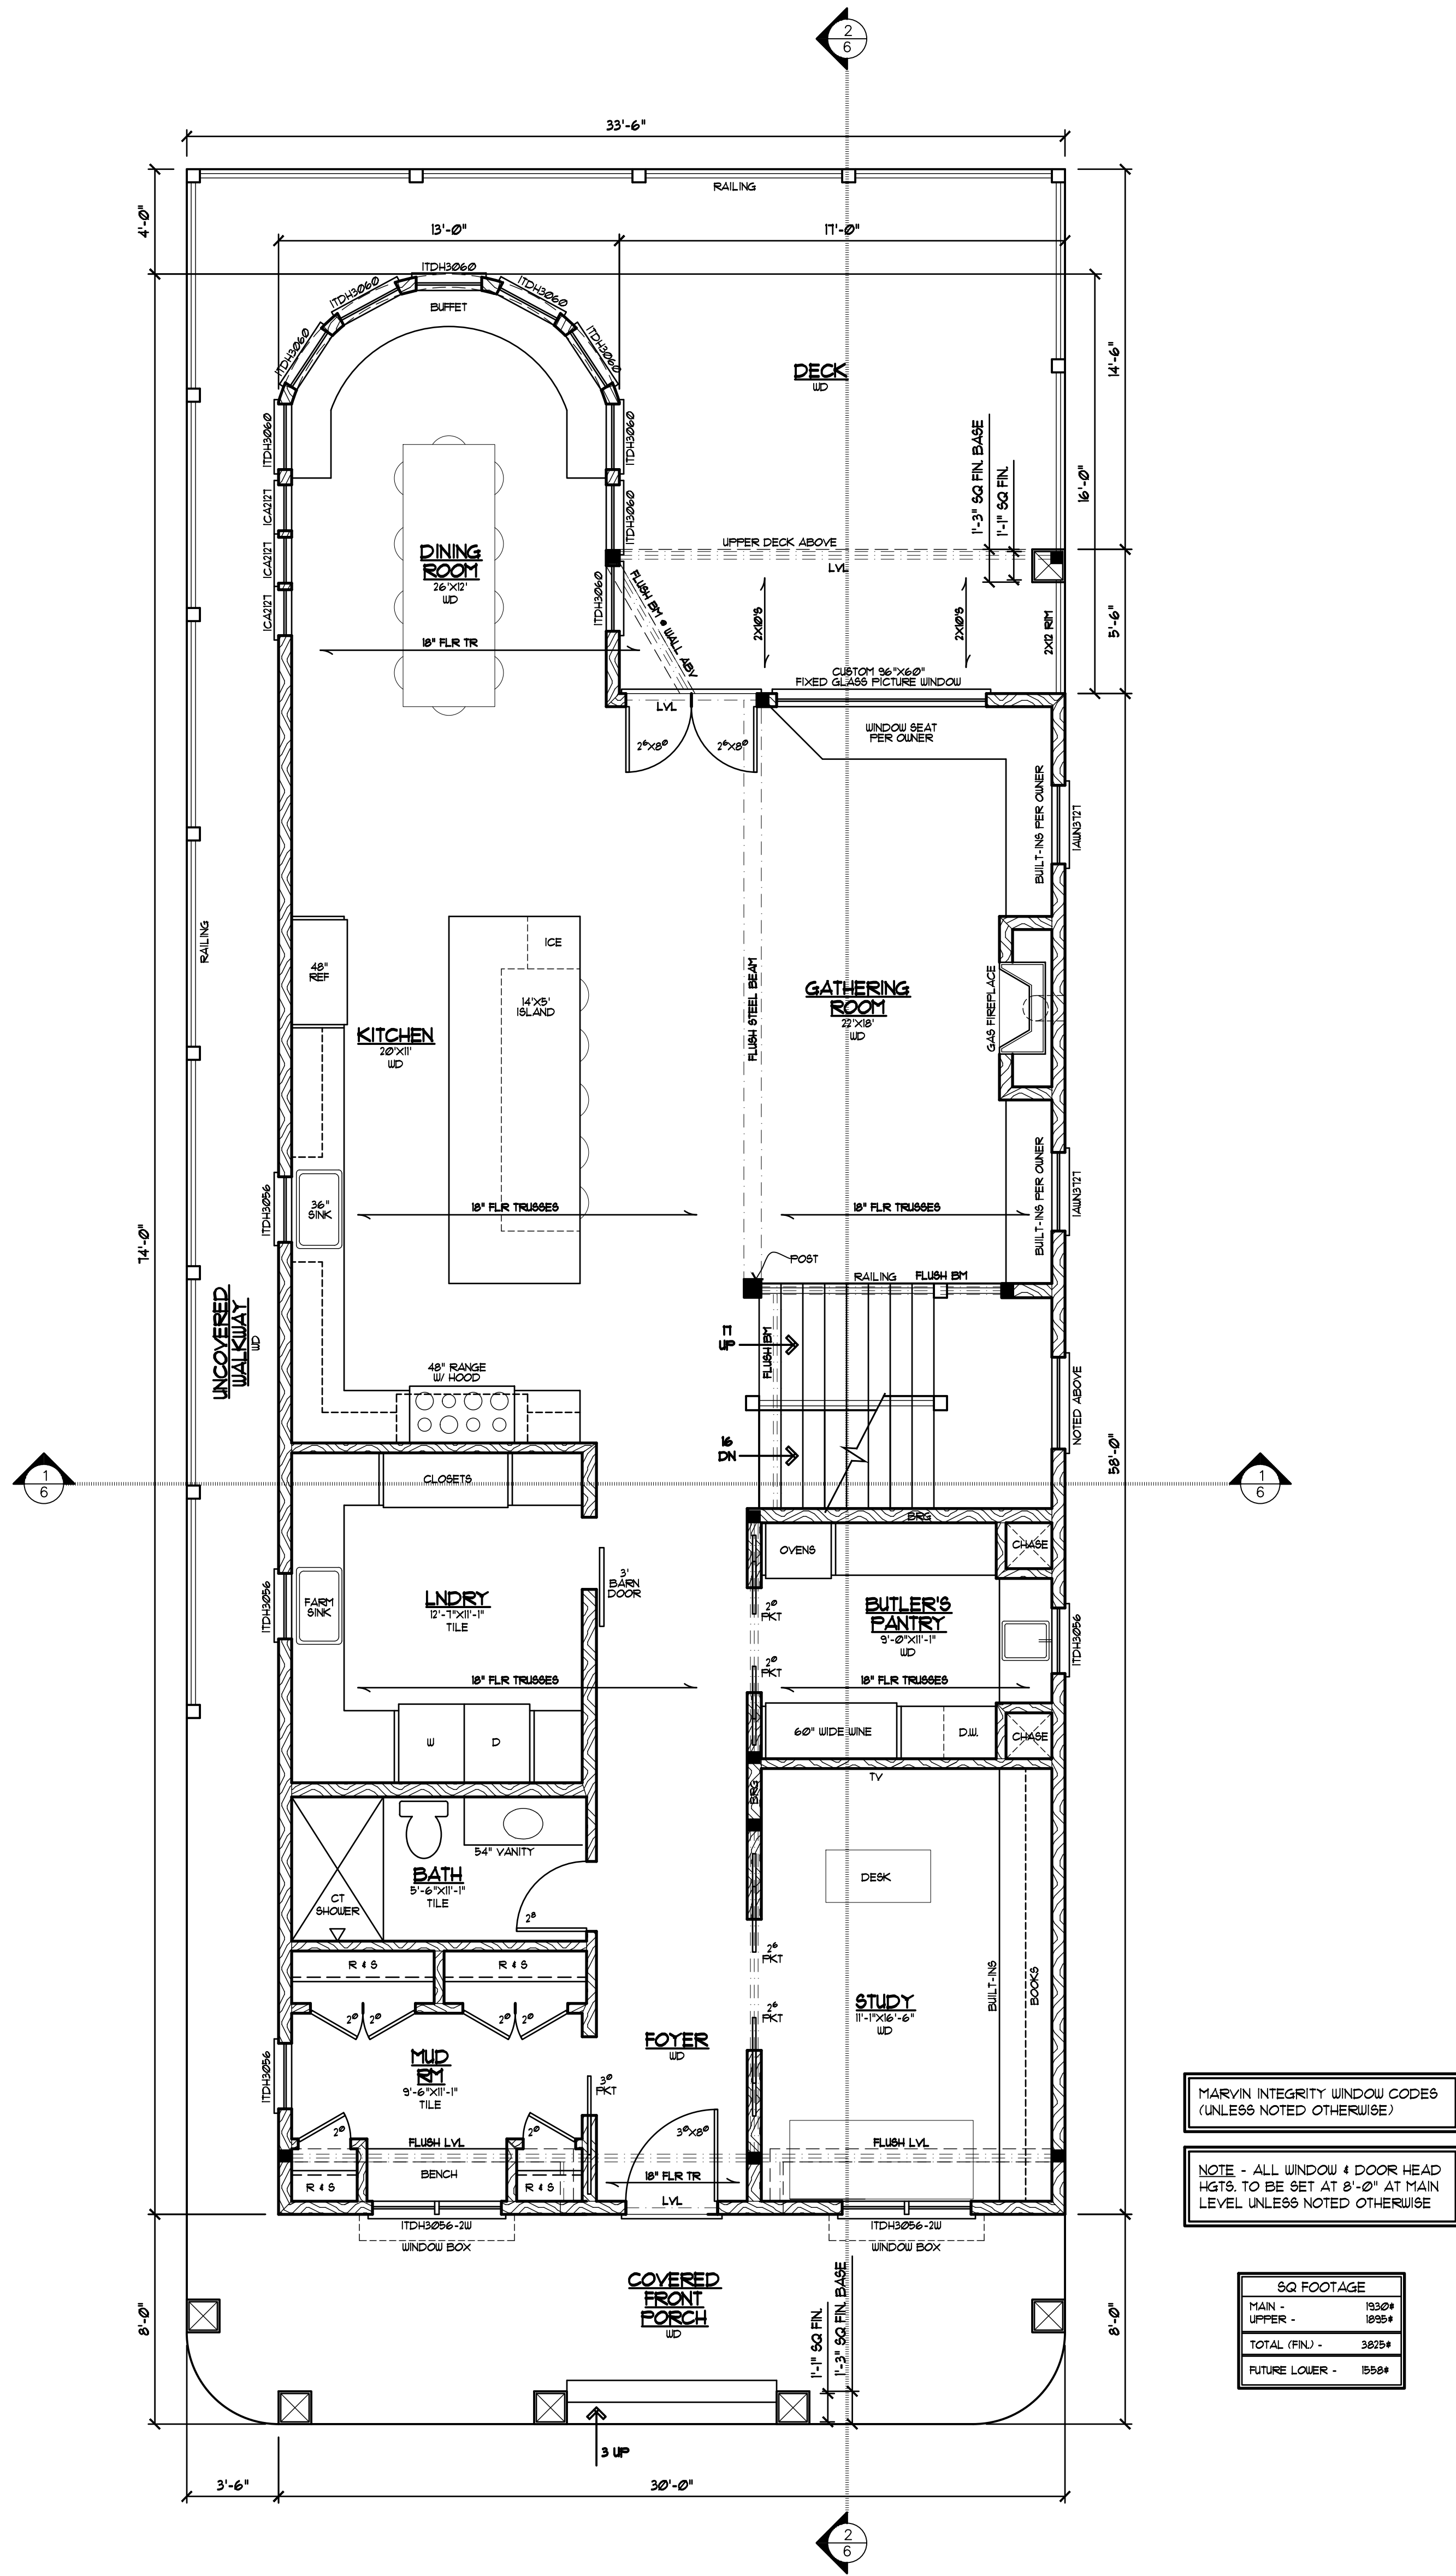 2
6
33'-6"
RAILING
4'-0"
13'-0"
17'-0"
ITDH3060
ITDH3060
ITDH3060
ITDH3060
ITDH3060
BUFFET
DECK
WD
14'-6"
16'-0"
1'-3" SQ FIN. BASE
1'-1" SQ FIN.
ITDH3060
ITDH3060
ICA2127
ICA2127
ICA2127
ITDH3060
ITDH3060
DINING
ROOM
26'X12'
WD
18" FLR TR
UPPER DECK ABOVE
LVL
FLUSH BM @ WALL ABV.
2X10'S
2X10'S
2X12 RIM
5'-6"
CUSTOM 96"X60"
FIXED GLASS PICTURE WINDOW
LVL
2⁶X8⁰
2⁶X8⁰
WINDOW SEAT
PER OWNER
BUILT-INS PER OWNER
IAWN3727
RAILING
48"
REF
ICE
14'X5'
ISLAND
KITCHEN
20'X11'
WD
FLUSH STEEL BEAM
GATHERING
ROOM
22'X18'
WD
GAS FIREPLACE
BUILT-INS PER OWNER
IAWN3727
ITDH3056
36"
SINK
18" FLR TRUSSES
18" FLR TRUSSES
74'-0"
UNCOVERED
WALKWAY
WD
POST
RAILING
FLUSH BM
17
UP
FLUSH BM
48" RANGE
W/ HOOD
NOTED ABOVE
16
DN
58'-0"
1
6
1
6
CLOSETS
BRG
OVENS
CHASE
3'
BARN
DOOR
ITDH3056
FARM
SINK
LNDRY
12'-7"X11'-1"
TILE
2⁰
PKT
BUTLER'S
PANTRY
9'-0"X11'-1"
WD
ITDH3056
2⁰
PKT
18" FLR TRUSSES
18" FLR TRUSSES
W
D
60" WIDE WINE
D.W.
CHASE
TV
BRG
54" VANITY
BATH
5'-6"X11'-1"
TILE
CT
SHOWER
2⁸
DESK
R & S
R & S
2⁶
PKT
BUILT-INS
BOOKS
2⁰
2⁰
2⁰
2⁰
2⁶
PKT
STUDY
11'-1"X16'-6"
WD
FOYER
WD
ITDH3056
MUD
RM
9'-6"X11'-1"
TILE
3⁰
PKT
2⁰
2⁰
3⁰X8⁰
FLUSH LVL
FLUSH LVL
BENCH
R & S
R & S
18" FLR TR
LVL
ITDH3056-2W
WINDOW BOX
ITDH3056-2W
WINDOW BOX
COVERED
FRONT
PORCH
WD
8'-0"
1'-1" SQ FIN.
1'-3" SQ FIN. BASE
8'-0"
3 UP
3'-6"
30'-0"
2
6
MARVIN INTEGRITY WINDOW CODES
(UNLESS NOTED OTHERWISE)
NOTE - ALL WINDOW & DOOR HEAD
HGTS. TO BE SET AT 8'-0" AT MAIN
LEVEL UNLESS NOTED OTHERWISE
SQ FOOTAGE
MAIN - 1930#
UPPER - 1895#
TOTAL (FIN.) - 3825#
FUTURE LOWER - 1558#